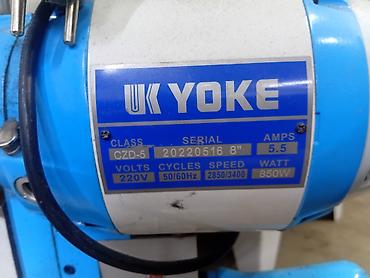 UK YOKE
CLASS SERIAL AMPS
CZD-5 20220516 8" 5.5
VOLTS CYCLES SPEED WATT
220V 50/60Hz 2850/3400 850W